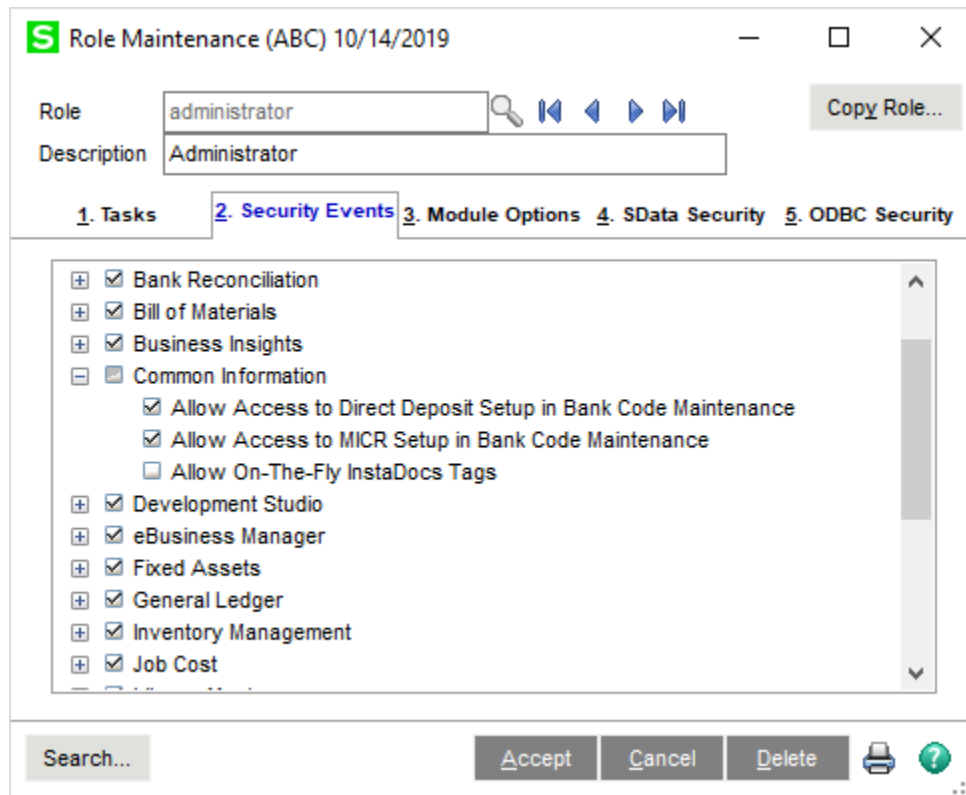 S Role Maintenance (ABC) 10/14/2019
Role administrator Copy Role...
Description Administrator
1. Tasks 2. Security Events 3. Module Options 4. SData Security 5. ODBC Security
Bank Reconciliation
Bill of Materials
Business Insights
Common Information
Allow Access to Direct Deposit Setup in Bank Code Maintenance
Allow Access to MICR Setup in Bank Code Maintenance
Allow On-The-Fly InstaDocs Tags
Development Studio
eBusiness Manager
Fixed Assets
General Ledger
Inventory Management
Job Cost
Search... Accept Cancel Delete ?